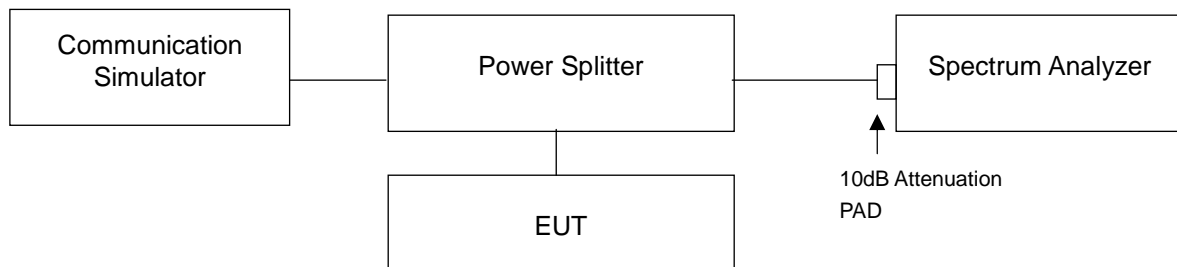 Communication
Simulator
Power Splitter
Spectrum Analyzer
10dB Attenuation
PAD
EUT